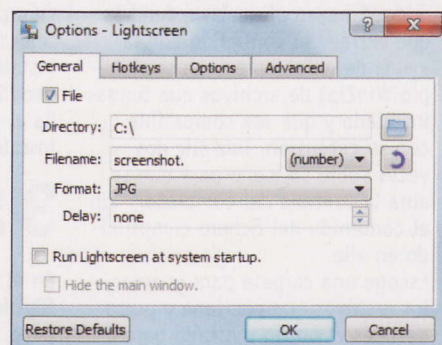 Options - Lightscreen
General Hotkeys Options Advanced
File
Directory: C:\
Filename: screenshot. (number)
Format: JPG
Delay: none
Run Lightscreen at system startup.
Hide the main window.
Restore Defaults OK Cancel